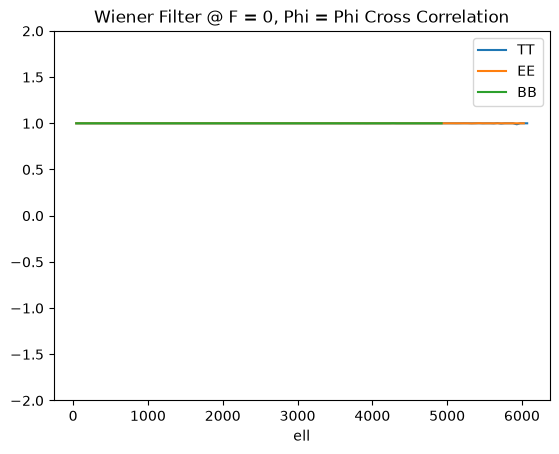 Wiener Filter @ F = 0, Phi = Phi Cross Correlation
2.0
1.5
1.0
0.5
0.0
−0.5
−1.0
−1.5
−2.0
TT
EE
BB
0 1000 2000 3000 4000 5000 6000
ell